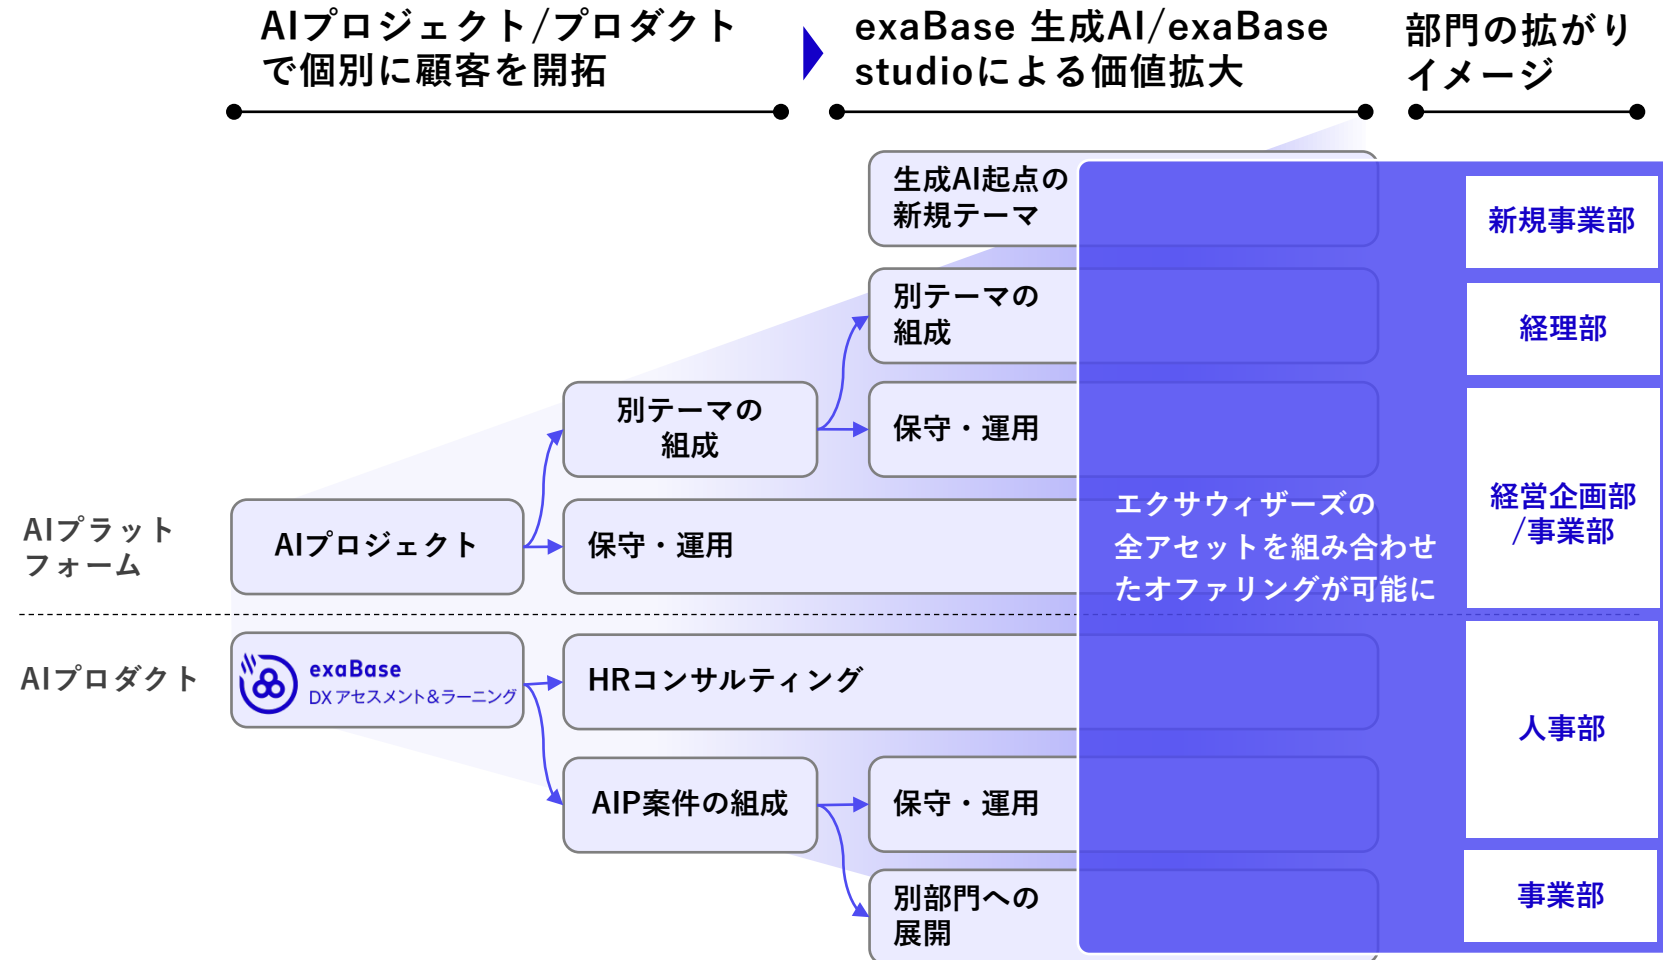 AIプロジェクト/プロダクト
で個別に顧客を開拓
exaBase 生成AI/exaBase
studioによる価値拡大
部門の拡がり
イメージ
生成AI起点の
新規テーマ
新規事業部
別テーマの
組成
経理部
別テーマの
組成
保守・運用
経営企画部
/事業部
AIプラット
フォーム
AIプロジェクト
保守・運用
エクサウィザーズの
全アセットを組み合わせ
たオファリングが可能に
AIプロダクト
exaBase
DX アセスメント&ラーニング
HRコンサルティング
人事部
AIP案件の組成
保守・運用
別部門への
展開
事業部